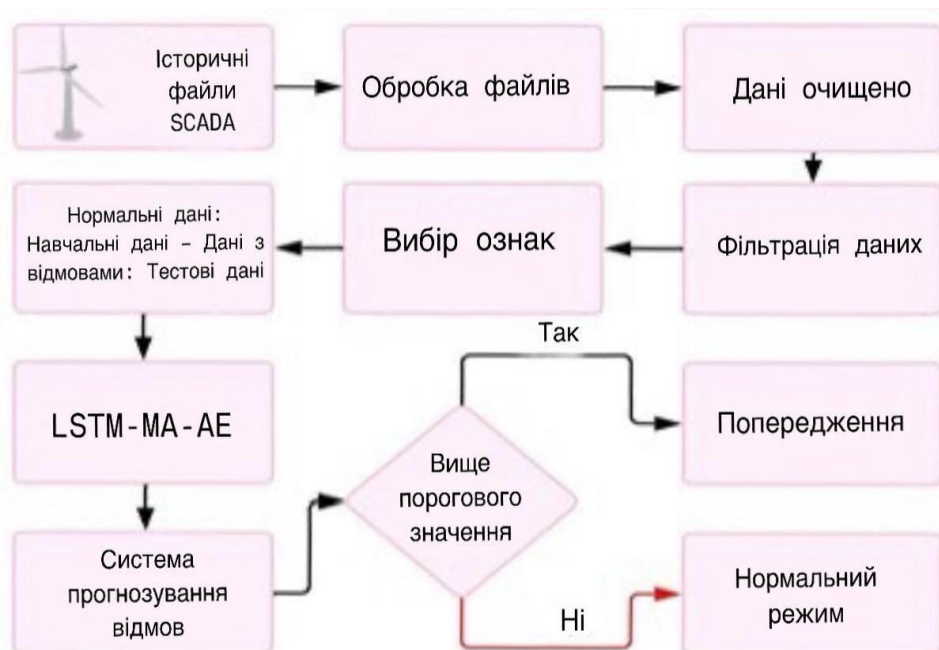 Історичні
файли
SCADA
Обробка файлів
Дані очищено
Нормальні дані:
Навчальні дані – Дані з
відмовами: Тестові дані
Вибір ознак
Фільтрація даних
Так
LSTM-MA-AE
Вище
порогового
значення
Попередження
Система
прогнозування
відмов
Ні
Нормальний
режим